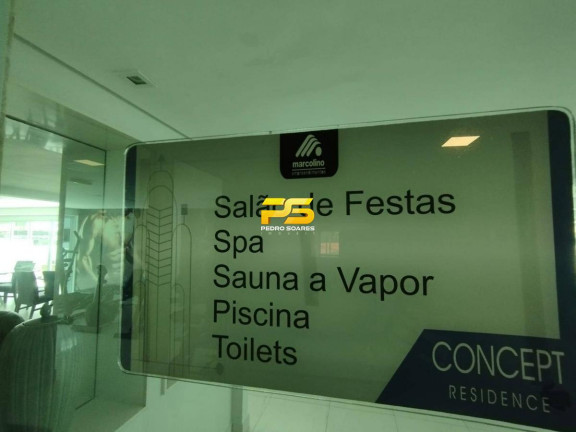 marcolino
Salão de Festas
PS
PEDRO SOARES
Spa
Sauna a Vapor
Piscina
Toilets
CONCEPT
RESIDENCE